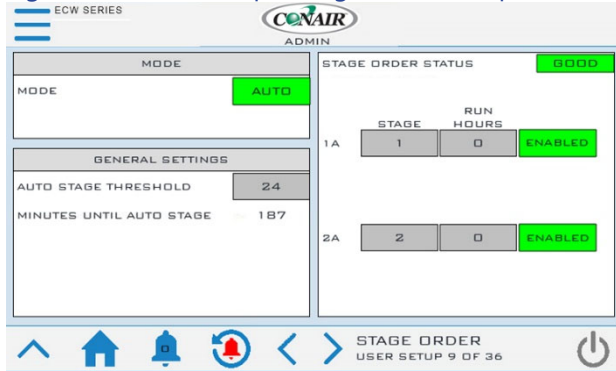 ECW SERIES
CONAIR
ADMIN
MODE
MODE AUTO
GENERAL SETTINGS
AUTO STAGE THRESHOLD 24
MINUTES UNTIL AUTO STAGE 187
STAGE ORDER STATUS GOOD
STAGE RUN HOURS
1A 1 0 ENABLED
2A 2 0 ENABLED
0
STAGE ORDER
USER SETUP 9 OF 36